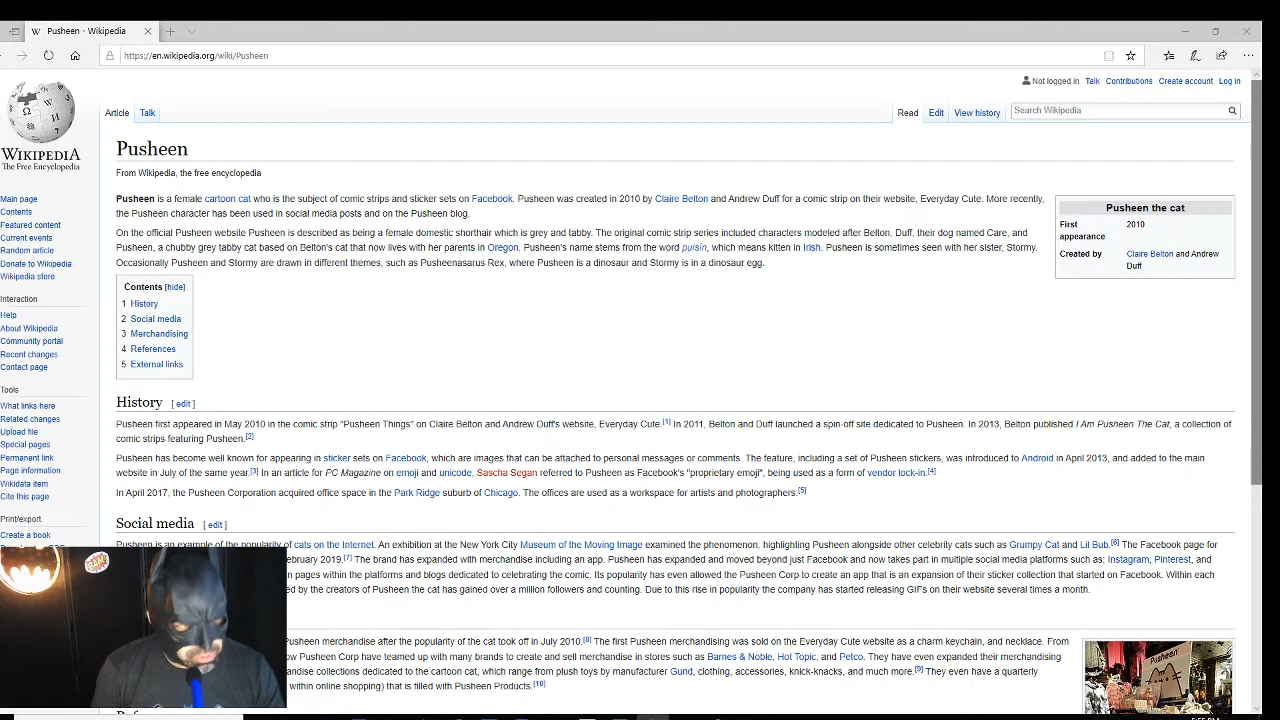 Pusheen - Wikipedia
https://en.wikipedia.org/wiki/Pusheen
Not logged in Talk Contributions Create account Log in
Article Talk Read Edit View history Search Wikipedia
WIKIPEDIA
The Free Encyclopedia
Main page
Contents
Featured content
Current events
Random article
Donate to Wikipedia
Wikipedia store
Interaction
Help
About Wikipedia
Community portal
Recent changes
Contact page
Tools
What links here
Related changes
Upload file
Special pages
Permanent link
Page information
Wikidata item
Cite this page
Print/export
Create a book
Pusheen
From Wikipedia, the free encyclopedia
Pusheen is a female cartoon cat who is the subject of comic strips and sticker sets on Facebook. Pusheen was created in 2010 by Claire Belton and Andrew Duff for a comic strip on their website, Everyday Cute. More recently,
the Pusheen character has been used in social media posts and on the Pusheen blog.
On the official Pusheen website Pusheen is described as being a female domestic shorthair which is grey and tabby. The original comic strip series included characters modeled after Belton, Duff, their dog named Care, and
Pusheen, a chubby grey tabby cat based on Belton's cat that now lives with her parents in Oregon. Pusheen's name stems from the word puisín, which means kitten in Irish. Pusheen is sometimes seen with her sister, Stormy.
Occasionally Pusheen and Stormy are drawn in different themes, such as Pusheenasarus Rex, where Pusheen is a dinosaur and Stormy is in a dinosaur egg.
Pusheen the cat
First appearance 2010
Created by Claire Belton and Andrew
Duff
Contents [hide]
1 History
2 Social media
3 Merchandising
4 References
5 External links
History [ edit ]
Pusheen first appeared in May 2010 in the comic strip "Pusheen Things" on Claire Belton and Andrew Duff's website, Everyday Cute.[1] In 2011, Belton and Duff launched a spin-off site dedicated to Pusheen. In 2013, Belton published I Am Pusheen The Cat, a collection of
comic strips featuring Pusheen.[2]
Pusheen has become well known for appearing in sticker sets on Facebook, which are images that can be attached to personal messages or comments. The feature, including a set of Pusheen stickers, was introduced to Android in April 2013, and added to the main
website in July of the same year.[3] In an article for PC Magazine on emoji and unicode, Sascha Segan referred to Pusheen as Facebook's "proprietary emoji", being used as a form of vendor lock-in.[4]
In April 2017, the Pusheen Corporation acquired office space in the Park Ridge suburb of Chicago. The offices are used as a workspace for artists and photographers.[5]
Social media [ edit ]
Pusheen is an example of the popularity of cats on the Internet. An exhibition at the New York City Museum of the Moving Image examined the phenomenon, highlighting Pusheen alongside other celebrity cats such as Grumpy Cat and Lil Bub.[6] The Facebook page for
ebruary 2019.[7] The brand has expanded with merchandise including an app. Pusheen has expanded and moved beyond just Facebook and now takes part in multiple social media platforms such as: Instagram, Pinterest, and
n pages within the platforms and blogs dedicated to celebrating the comic. Its popularity has even allowed the Pusheen Corp to create an app that is an expansion of their sticker collection that started on Facebook. Within each
ed by the creators of Pusheen the cat has gained over a million followers and counting. Due to this rise in popularity the company has started releasing GIFs on their website several times a month.
Pusheen merchandise after the popularity of the cat took off in July 2010.[8] The first Pusheen merchandising was sold on the Everyday Cute website as a charm keychain, and necklace. From
ow Pusheen Corp have teamed up with many brands to create and sell merchandise in stores such as Barnes & Noble, Hot Topic, and Petco. They have even expanded their merchandising
ndise collections dedicated to the cartoon cat, which range from plush toys by manufacturer Gund, clothing, accessories, knick-knacks, and much more.[9] They even have a quarterly
within online shopping) that is filled with Pusheen Products.[10]
Pusheen